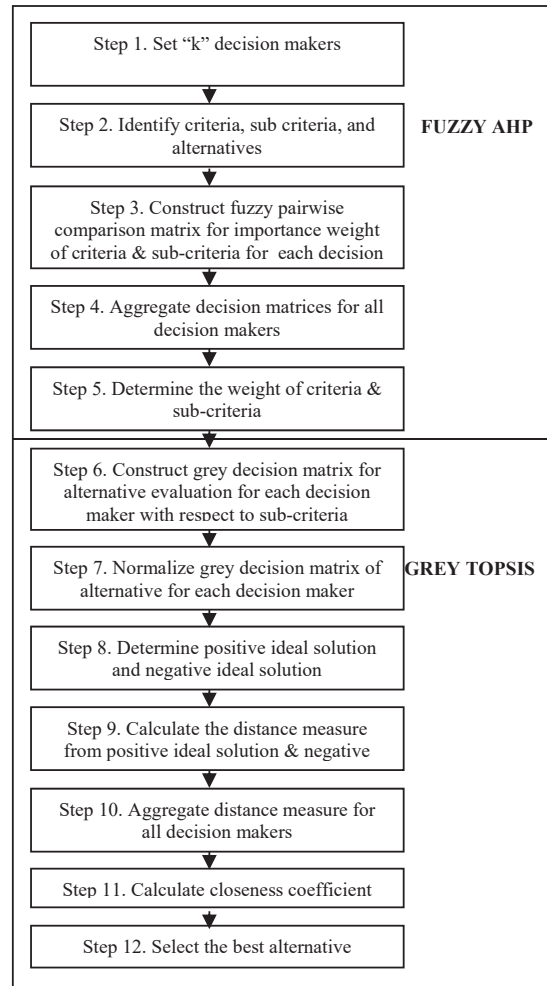 Step 1. Set “k” decision makers
Step 2. Identify criteria, sub criteria, and
alternatives
FUZZY AHP
Step 3. Construct fuzzy pairwise
comparison matrix for importance weight
of criteria & sub-criteria for each decision
Step 4. Aggregate decision matrices for all
decision makers
Step 5. Determine the weight of criteria &
sub-criteria
Step 6. Construct grey decision matrix for
alternative evaluation for each decision
maker with respect to sub-criteria
Step 7. Normalize grey decision matrix of
alternative for each decision maker
GREY TOPSIS
Step 8. Determine positive ideal solution
and negative ideal solution
Step 9. Calculate the distance measure
from positive ideal solution & negative
Step 10. Aggregate distance measure for
all decision makers
Step 11. Calculate closeness coefficient
Step 12. Select the best alternative